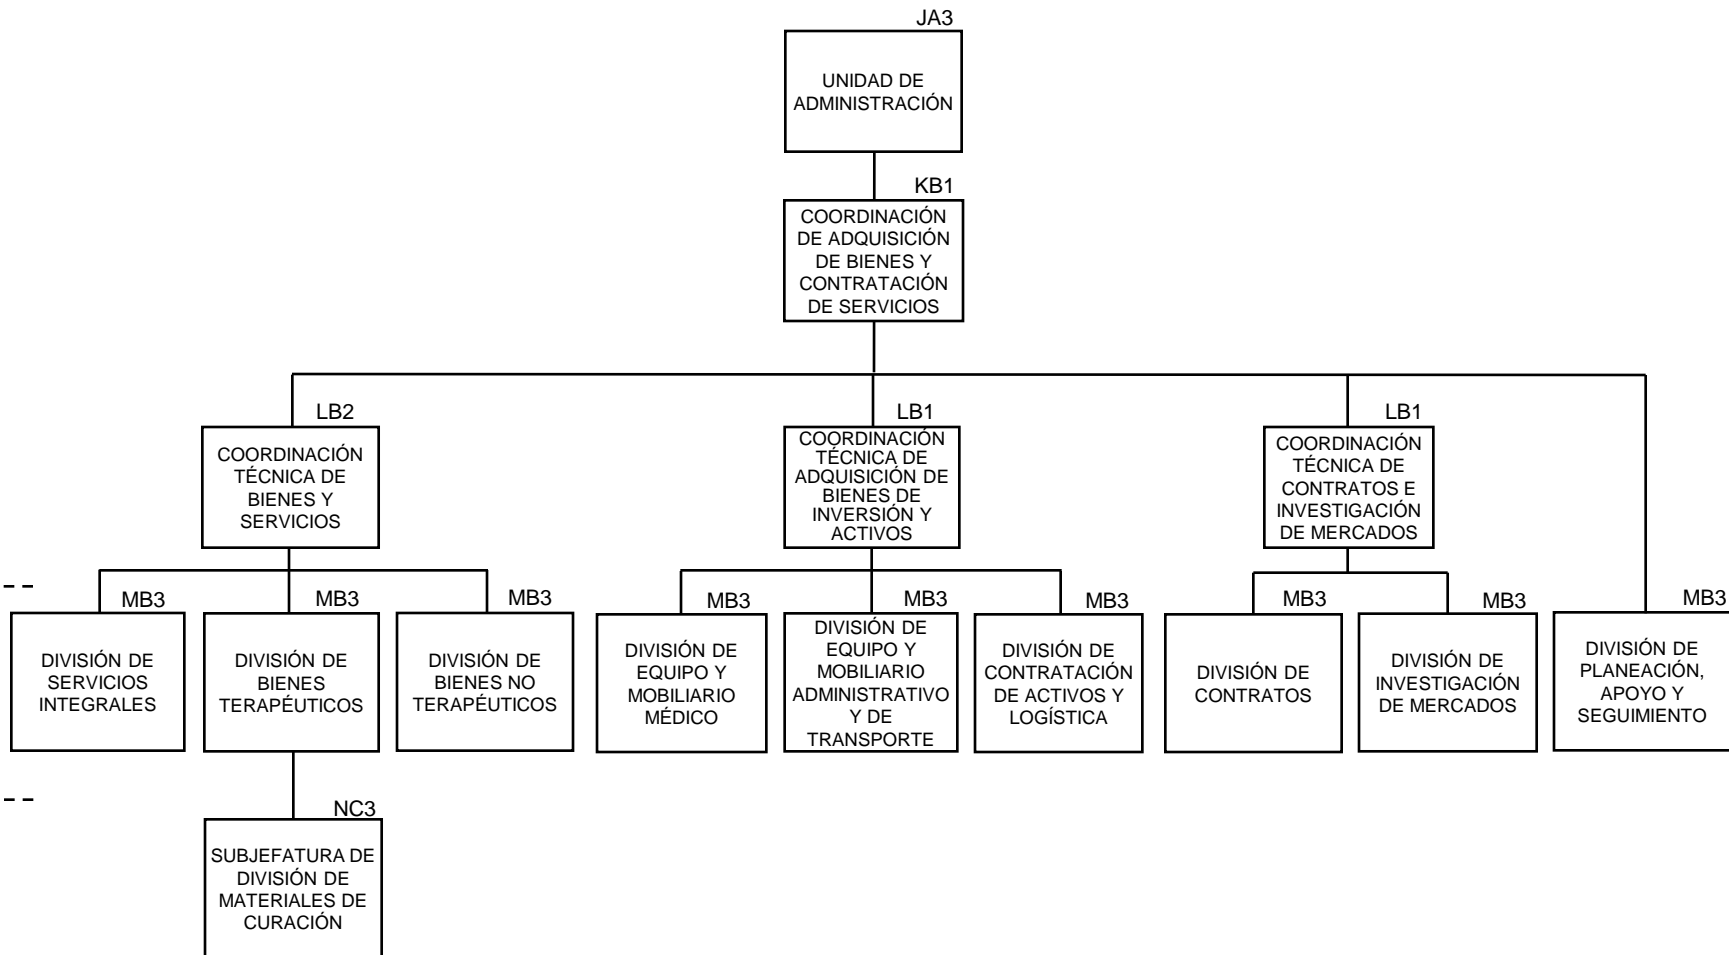 JA3
UNIDAD DE
ADMINISTRACIÓN
KB1
COORDINACIÓN
DE ADQUISICIÓN
DE BIENES Y
CONTRATACIÓN
DE SERVICIOS
LB2
COORDINACIÓN
TÉCNICA DE
BIENES Y
SERVICIOS
LB1
COORDINACIÓN
TÉCNICA DE
ADQUISICIÓN DE
BIENES DE
INVERSIÓN Y
ACTIVOS
LB1
COORDINACIÓN
TÉCNICA DE
CONTRATOS E
INVESTIGACIÓN
DE MERCADOS
MB3
DIVISIÓN DE
SERVICIOS
INTEGRALES
MB3
DIVISIÓN DE
BIENES
TERAPÉUTICOS
MB3
DIVISIÓN DE
BIENES NO
TERAPÉUTICOS
MB3
DIVISIÓN DE
EQUIPO Y
MOBILIARIO
MÉDICO
MB3
DIVISIÓN DE
EQUIPO Y
MOBILIARIO
ADMINISTRATIVO
Y DE
TRANSPORTE
MB3
DIVISIÓN DE
CONTRATACIÓN
DE ACTIVOS Y
LOGÍSTICA
MB3
DIVISIÓN DE
CONTRATOS
MB3
DIVISIÓN DE
INVESTIGACIÓN
DE MERCADOS
MB3
DIVISIÓN DE
PLANEACIÓN,
APOYO Y
SEGUIMIENTO
NC3
SUBJEFATURA DE
DIVISIÓN DE
MATERIALES DE
CURACIÓN